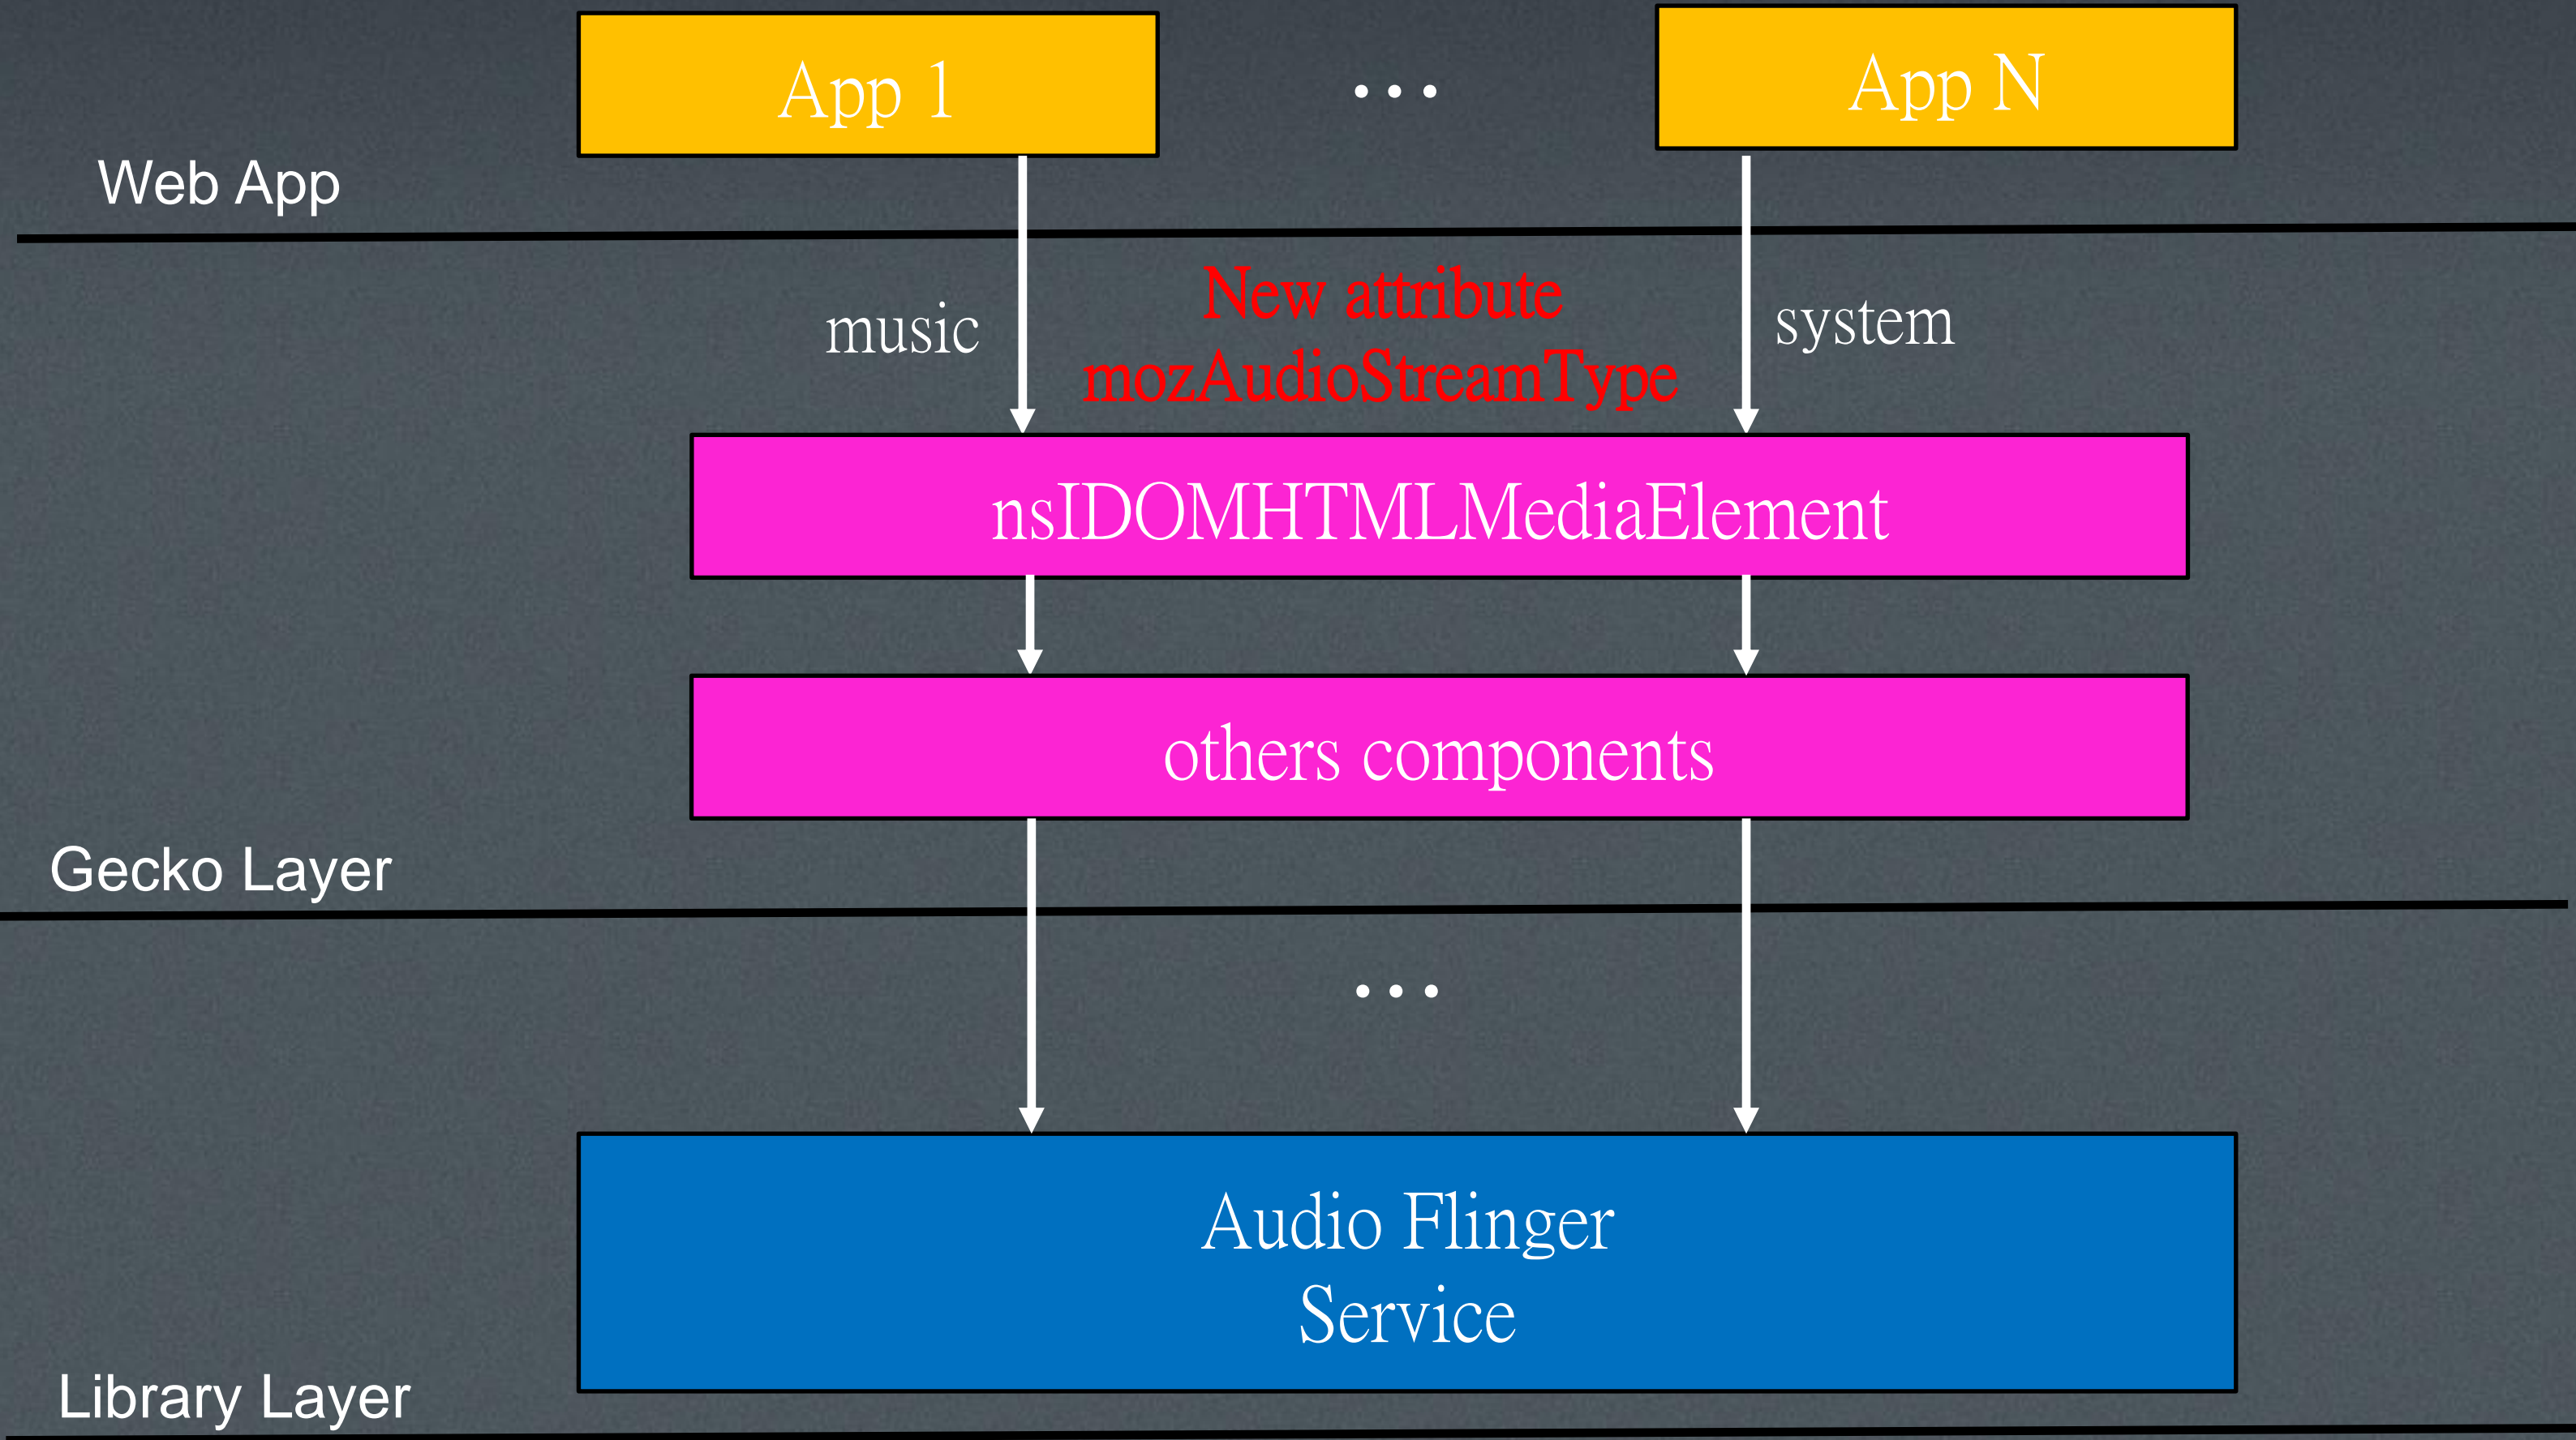 App 1
...
App N
Web App
music
New attribute
mozAudioStreamType
system
nsIDOMHTMLMediaElement
others components
Gecko Layer
...
Audio Flinger
Service
Library Layer